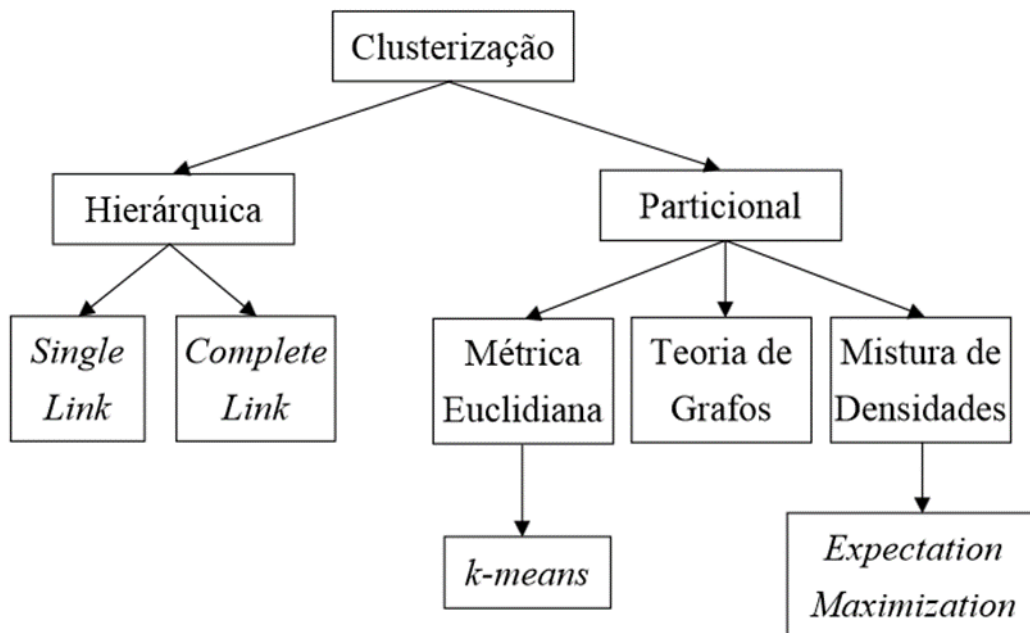 Clusterização
Hierárquica
Particional
Single
Link
Complete
Link
Métrica
Euclidiana
Teoria de
Grafos
Mistura de
Densidades
k-means
Expectation
Maximization